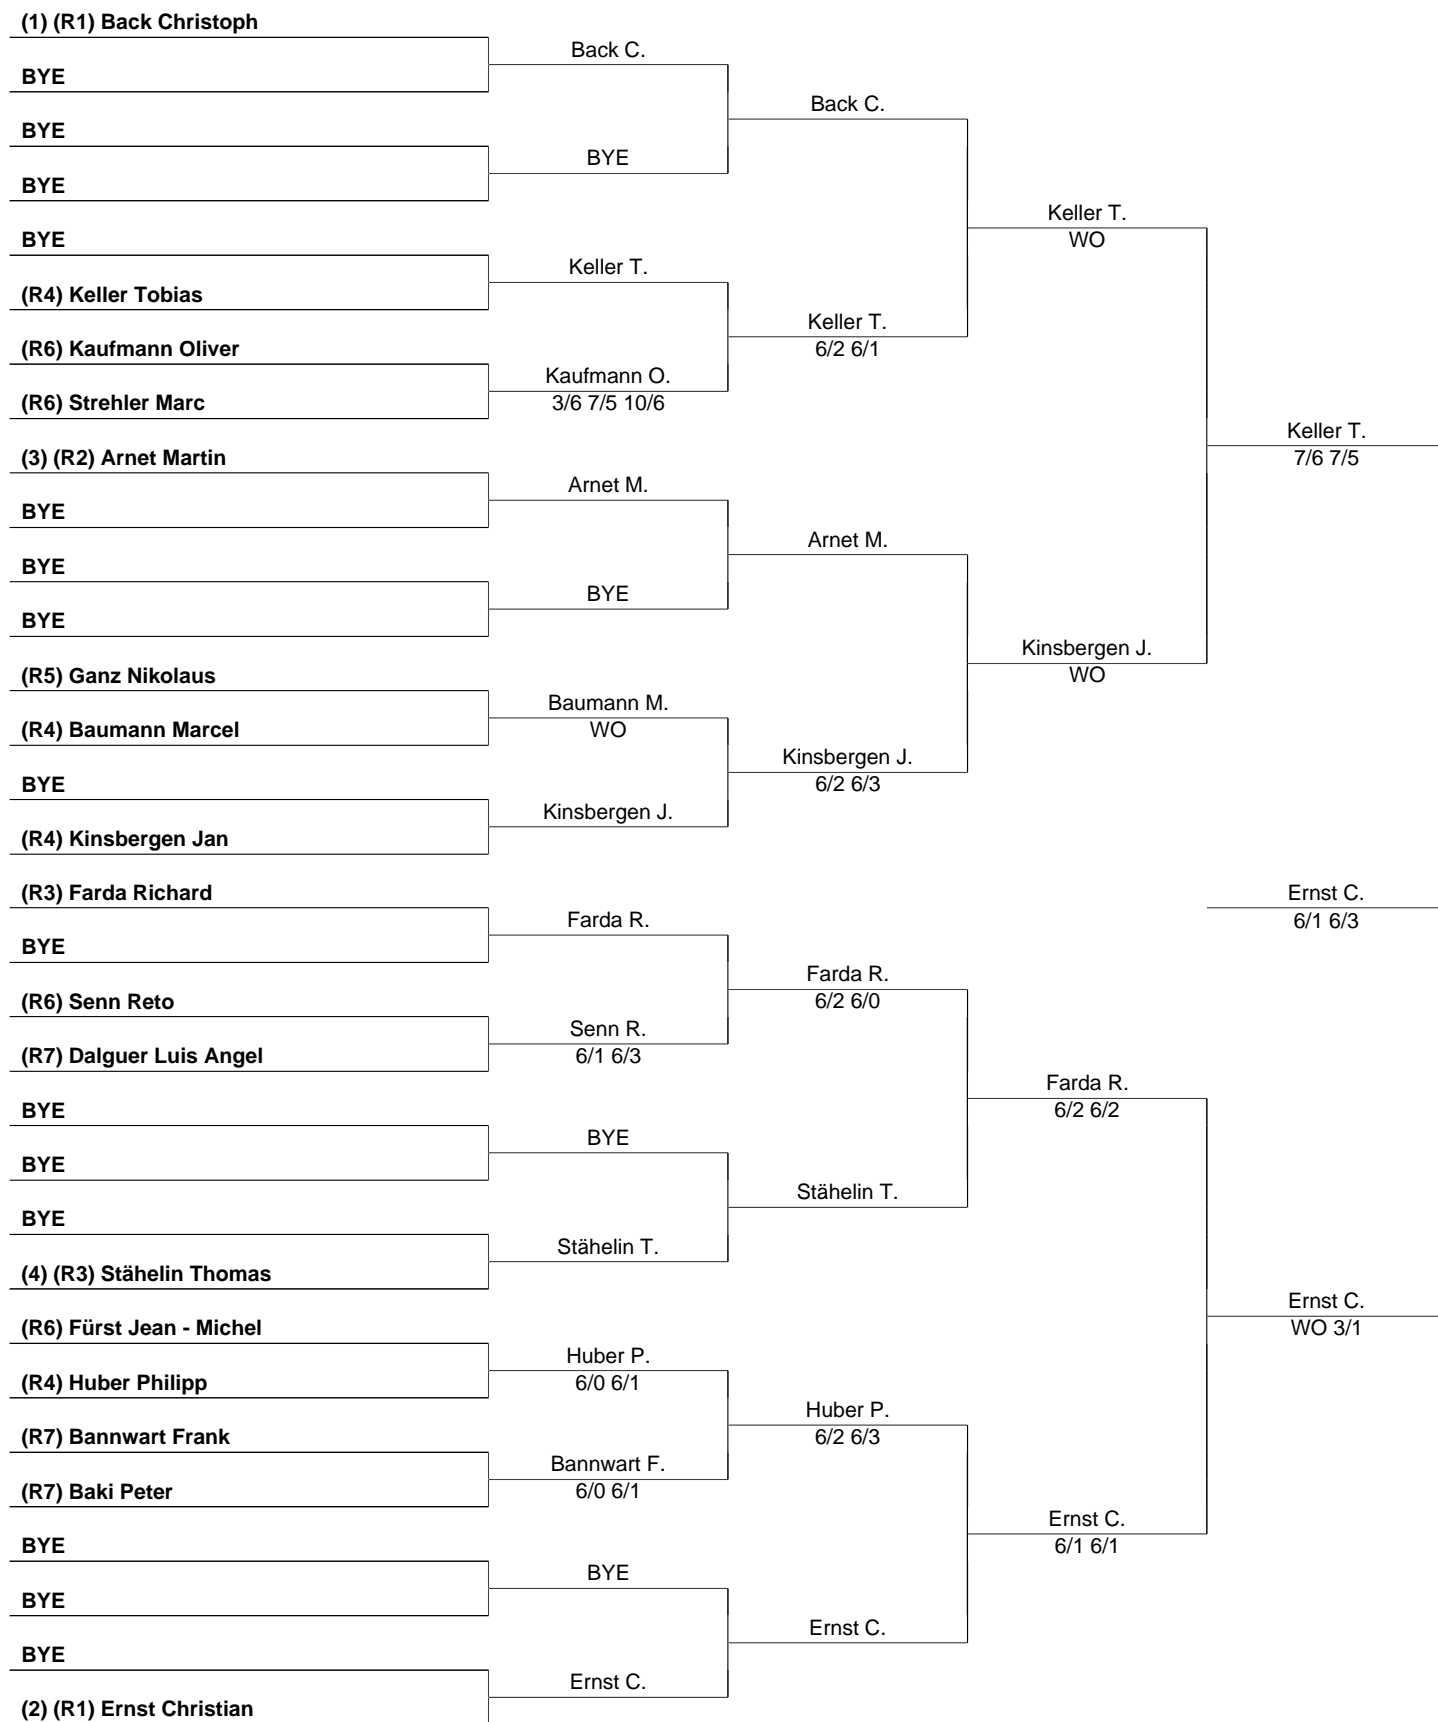 (1) (R1) Back Christoph
Back C.
BYE
Back C.
BYE
BYE
BYE
Keller T.
WO
BYE
Keller T.
(R4) Keller Tobias
Keller T.
6/2 6/1
(R6) Kaufmann Oliver
Kaufmann O.
3/6 7/5 10/6
(R6) Strehler Marc
Keller T.
7/6 7/5
(3) (R2) Arnet Martin
Arnet M.
BYE
Arnet M.
BYE
BYE
BYE
Kinsbergen J.
WO
(R5) Ganz Nikolaus
Baumann M.
WO
(R4) Baumann Marcel
Kinsbergen J.
6/2 6/3
BYE
Kinsbergen J.
(R4) Kinsbergen Jan
(R3) Farda Richard
Ernst C.
6/1 6/3
Farda R.
BYE
Farda R.
6/2 6/0
(R6) Senn Reto
Senn R.
6/1 6/3
(R7) Dalguer Luis Angel
Farda R.
6/2 6/2
BYE
BYE
BYE
Stähelin T.
BYE
Stähelin T.
(4) (R3) Stähelin Thomas
Ernst C.
WO 3/1
(R6) Fürst Jean - Michel
Huber P.
6/0 6/1
(R4) Huber Philipp
Huber P.
6/2 6/3
(R7) Bannwart Frank
Bannwart F.
6/0 6/1
(R7) Baki Peter
Ernst C.
6/1 6/1
BYE
BYE
BYE
Ernst C.
BYE
Ernst C.
(2) (R1) Ernst Christian